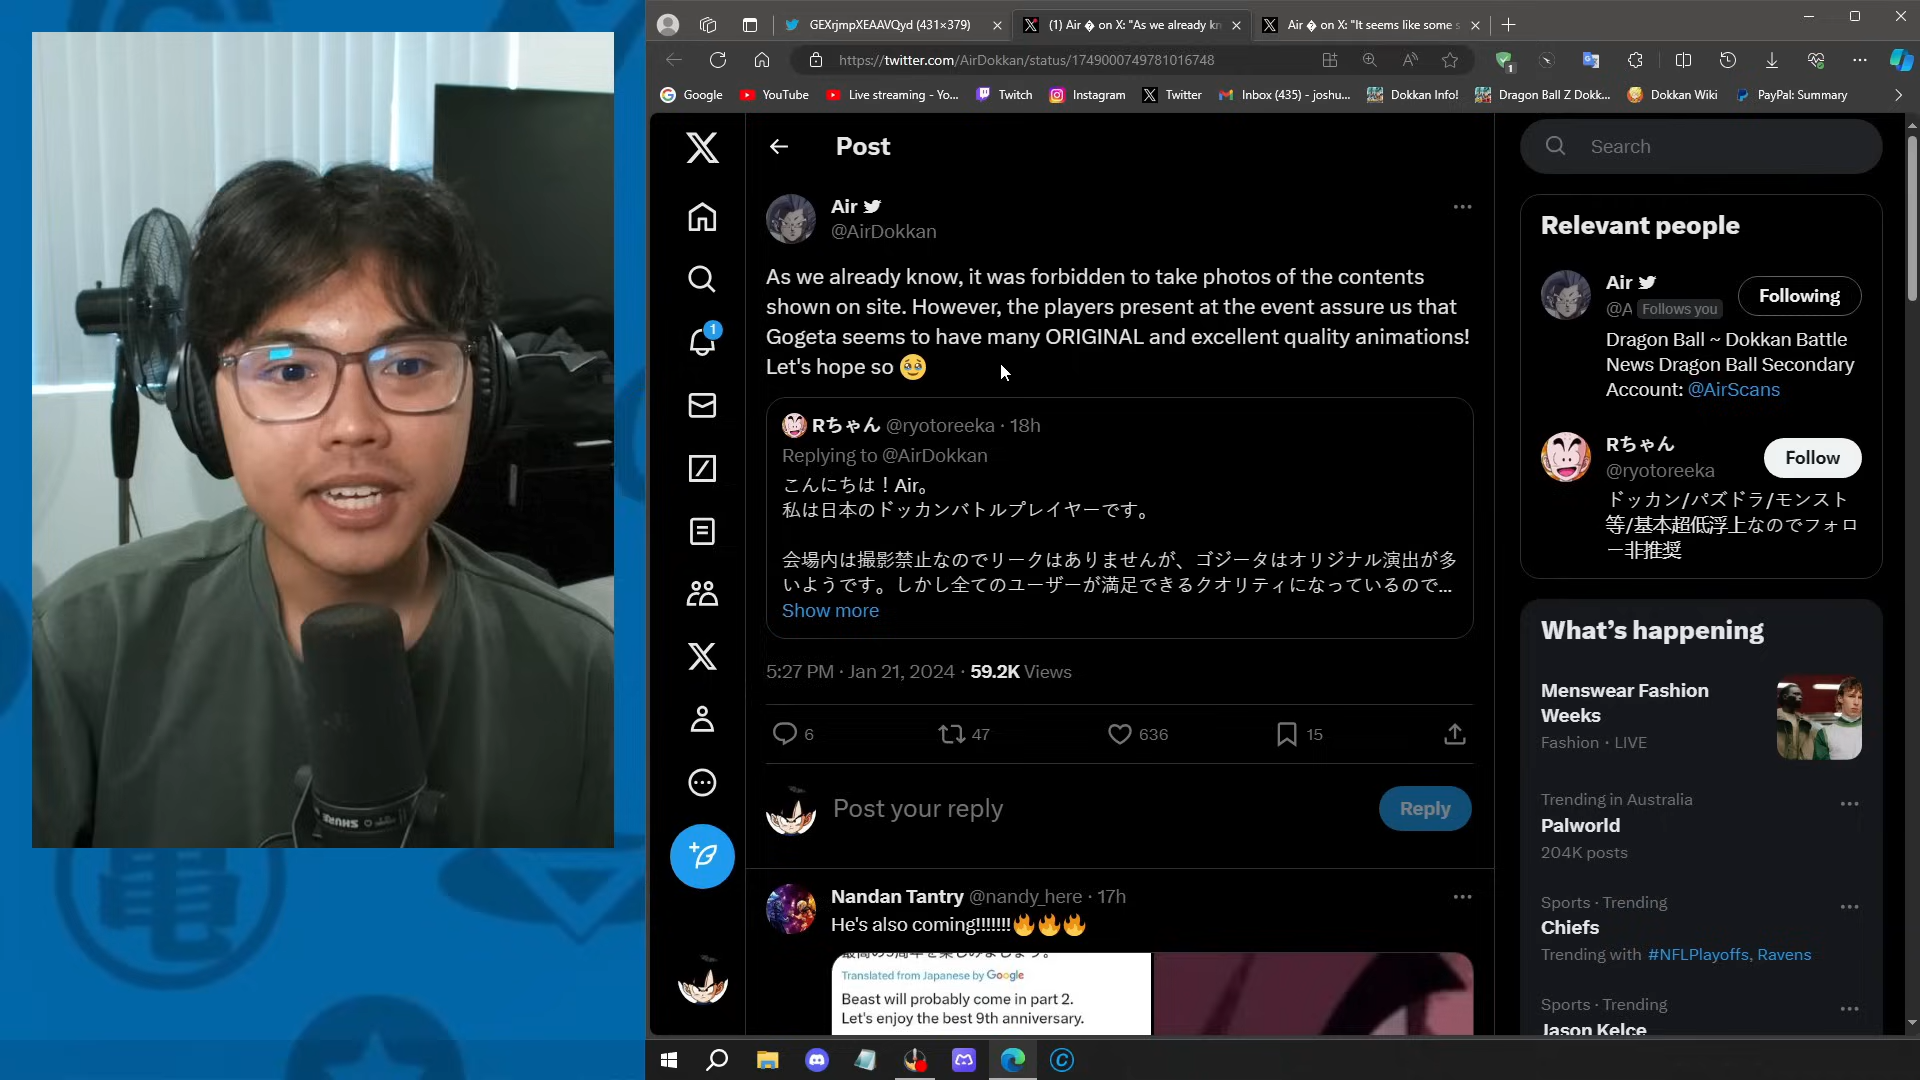 GEXrjmpXEAAVQyd (431×379)
(1) Air � on X: "As we already kn
Air � on X: "It seems like some s
https://twitter.com/AirDokkan/status/1749000749781016748
1
Google
YouTube
Live streaming - Yo...
Twitch
Instagram
Twitter
Inbox (435) - joshu...
Dokkan Info!
Dragon Ball Z Dokk...
Dokkan Wiki
PayPal: Summary
Post
Search
Air
@AirDokkan
As we already know, it was forbidden to take photos of the contents
shown on site. However, the players present at the event assure us that
Gogeta seems to have many ORIGINAL and excellent quality animations!
Let's hope so 🥹
Rちゃん @ryotoreeka · 18h
Replying to @AirDokkan
こんにちは！Air。
私は日本のドッカンバトルプレイヤーです。
会場内は撮影禁止なのでリークはありませんが、ゴジータはオリジナル演出が多
いようです。しかし全てのユーザーが満足できるクオリティになっているので...
Show more
5:27 PM · Jan 21, 2024 · 59.2K Views
6
47
636
15
Post your reply
Reply
Nandan Tantry @nandy_here · 17h
He's also coming!!!!!!!🔥🔥🔥
Translated from Japanese by Google
Beast will probably come in part 2.
Let's enjoy the best 9th anniversary.
1
Relevant people
Air
@A Follows you
Following
Dragon Ball ~ Dokkan Battle
News Dragon Ball Secondary
Account: @AirScans
Rちゃん
@ryotoreeka
Follow
ドッカン/パズドラ/モンスト
等/基本超低浮上なのでフォロ
ー非推奨
What's happening
Menswear Fashion
Weeks
Fashion · LIVE
Trending in Australia
Palworld
204K posts
Sports · Trending
Chiefs
Trending with #NFLPlayoffs, Ravens
Sports · Trending
Jason Kelce
SHURE
亀